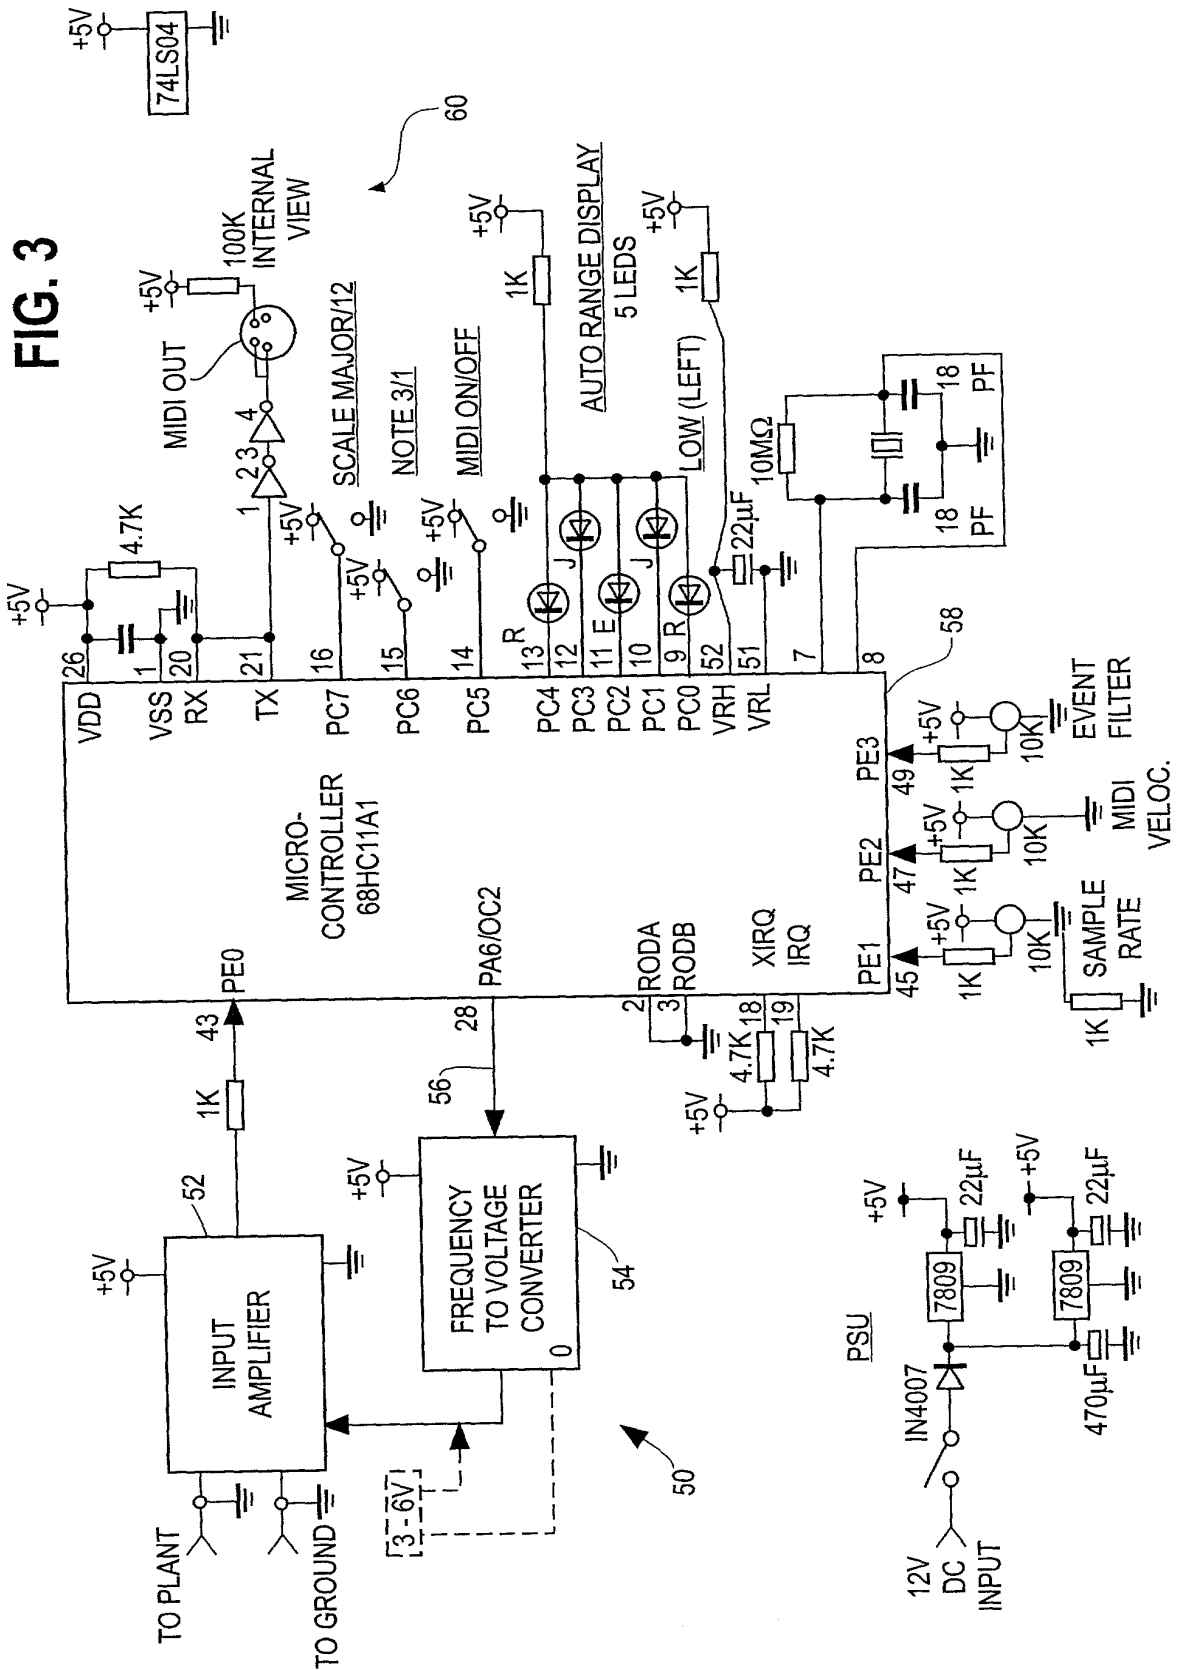 FIG. 3
+5V
74LS04
60
+5V
100K
INTERNAL
VIEW
MIDI OUT
1
2
3
4
+5V
4.7K
+5V
SCALE MAJOR/12
+5V
NOTE 3/1
+5V
MIDI ON/OFF
+5V
1K
AUTO RANGE DISPLAY
5 LEDS
R
J
E
J
R
LOW (LEFT)
+5V
1K
22µF
10MΩ
18
PF
18
PF
26
1
20
21
16
15
14
13
12
11
10
9
52
51
7
8
VDD
VSS
RX
TX
PC7
PC6
PC5
PC4
PC3
PC2
PC1
PC0
VRH
VRL
58
MICRO-
CONTROLLER
68HC11A1
PE0
PA6/OC2
RODA
RODB
XIRQ
IRQ
PE1
PE2
PE3
43
28
2
3
18
19
45
47
49
1K
56
4.7K
4.7K
+5V
+5V
1K
10K
SAMPLE
RATE
1K
+5V
1K
10K
MIDI
VELOC.
+5V
1K
10K
EVENT
FILTER
52
+5V
INPUT
AMPLIFIER
TO PLANT
TO GROUND
+5V
FREQUENCY
TO VOLTAGE
CONVERTER
0
54
3 - 6V
50
PSU
12V
DC
INPUT
IN4007
7809
+5V
22µF
470µF
7809
+5V
22µF